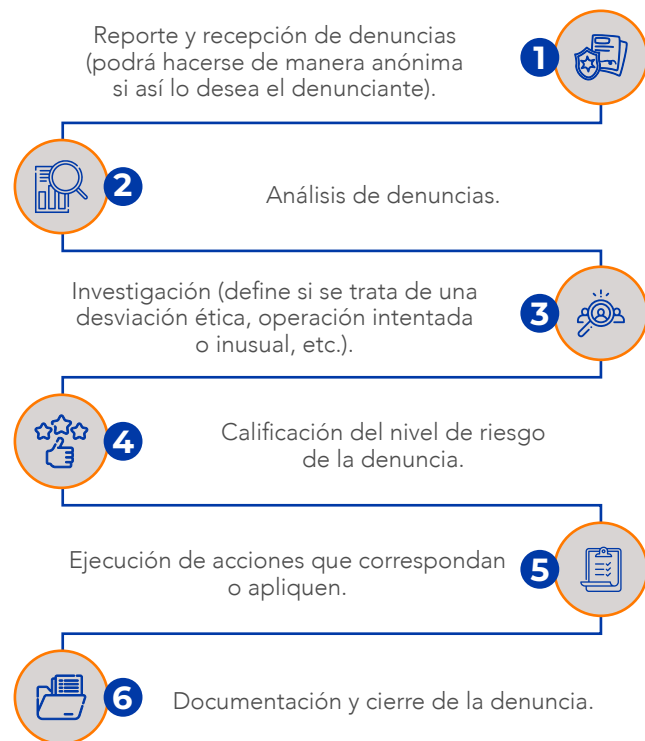 Reporte y recepción de denuncias
(podrá hacerse de manera anónima
si así lo desea el denunciante).
1
2
Análisis de denuncias.
Investigación (define si se trata de una
desviación ética, operación intentada
o inusual, etc.).
3
4
Calificación del nivel de riesgo
de la denuncia.
Ejecución de acciones que correspondan
o apliquen.
5
6
Documentación y cierre de la denuncia.